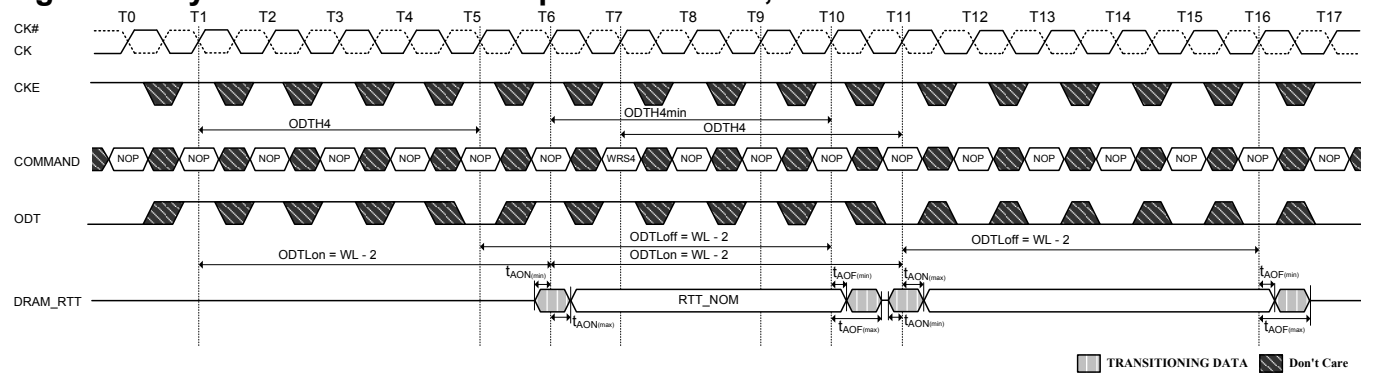 T0 T1 T2 T3 T4 T5 T6 T7 T8 T9 T10 T11 T12 T13 T14 T15 T16 T17
CK#
CK
CKE
ODTH4min
ODTH4 ODTH4
COMMAND NOP NOP NOP NOP NOP NOP NOP WRS4 NOP NOP NOP NOP NOP NOP NOP NOP NOP NOP
ODT
ODTLoff = WL - 2 ODTLoff = WL - 2
ODTLon = WL - 2 ODTLon = WL - 2
tAON(min) tAOF(min) tAON(max) tAOF(min)
DRAM_RTT RTT_NOM
tAON(max) tAOF(max) tAON(min) tAOF(max)
TRANSITIONING DATA Don't Care